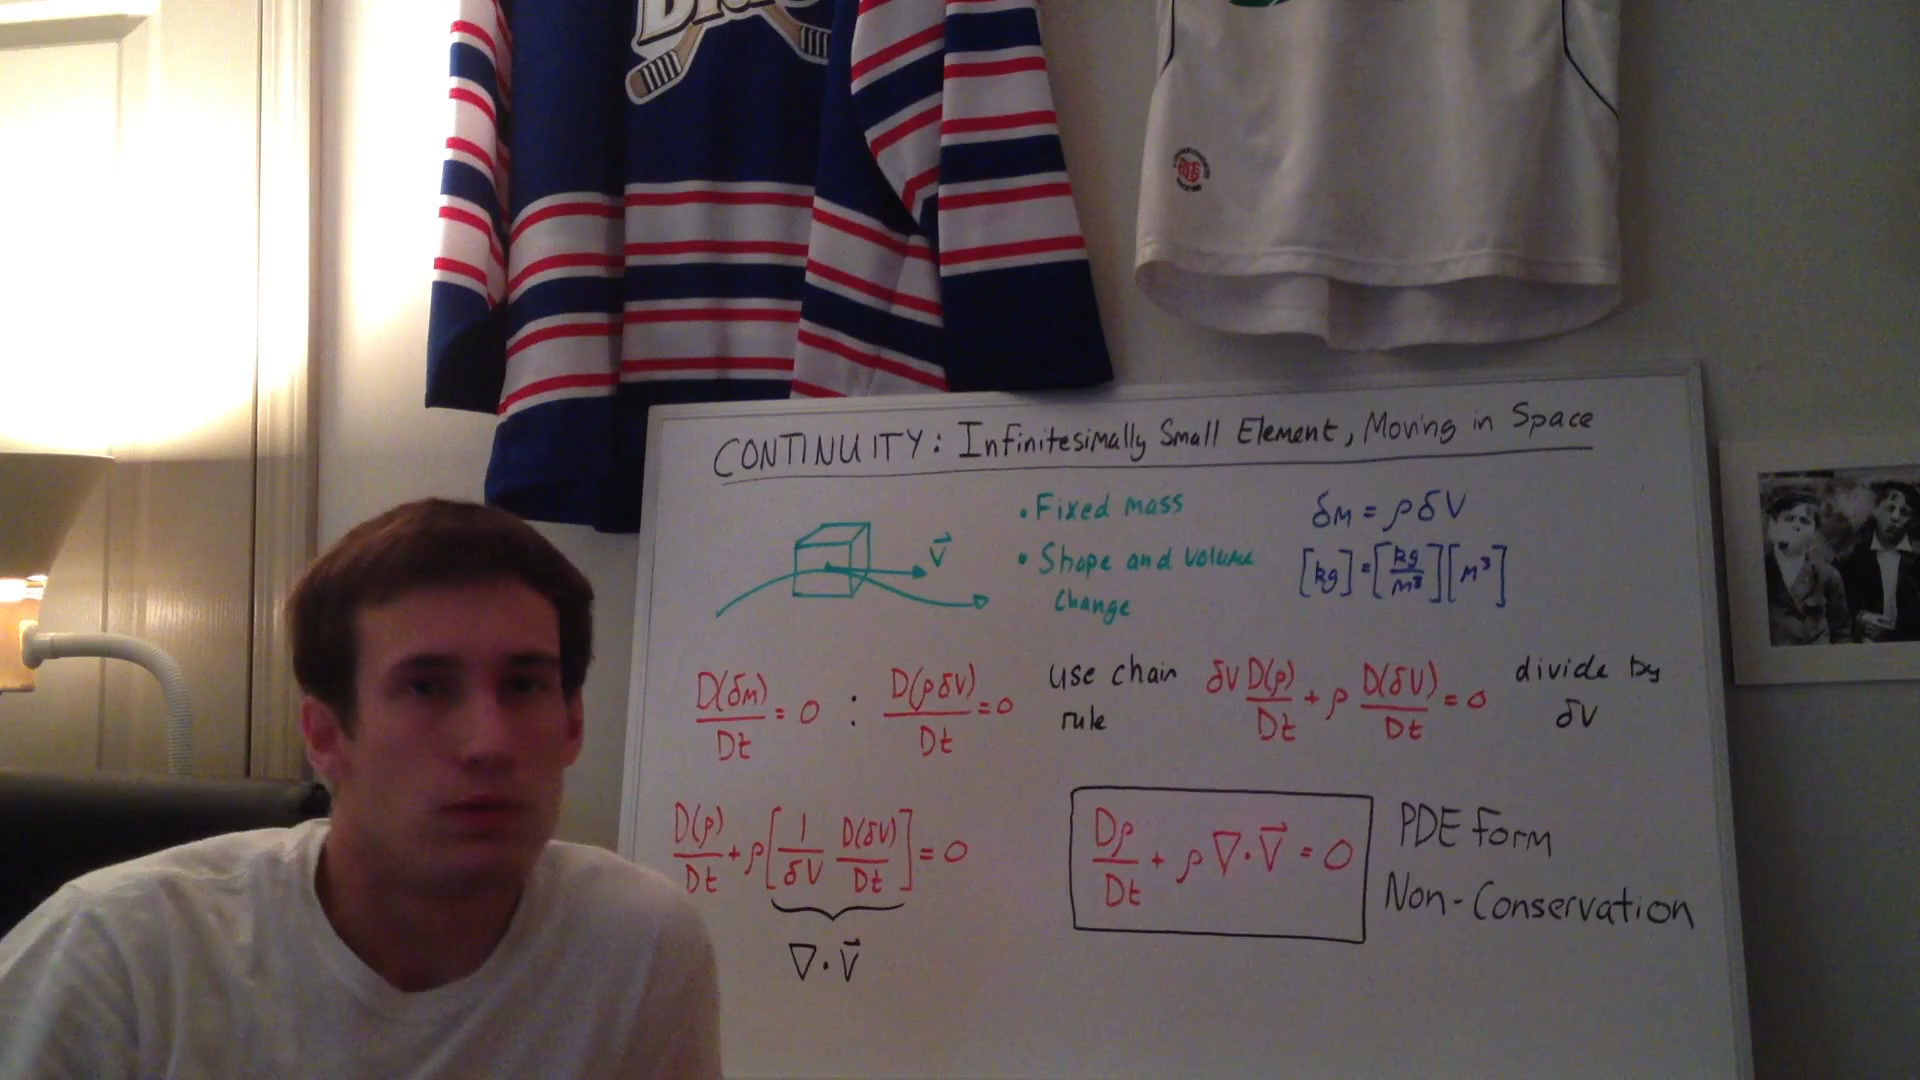 CONTINUITY: Infinitesimally Small Element, Moving in Space
V⃗
• Fixed mass
• Shape and volume
change
δm = ρδV
[kg] = [kg/m³][m³]
D(δm)/Dt = 0 : D(ρδV)/Dt = 0
use chain
rule
δV D(ρ)/Dt + ρ D(δV)/Dt = 0
divide by
δV
D(ρ)/Dt + ρ[1/δV D(δV)/Dt] = 0
∇·V⃗
Dρ/Dt + ρ∇·V⃗ = 0
PDE form
Non-Conservation